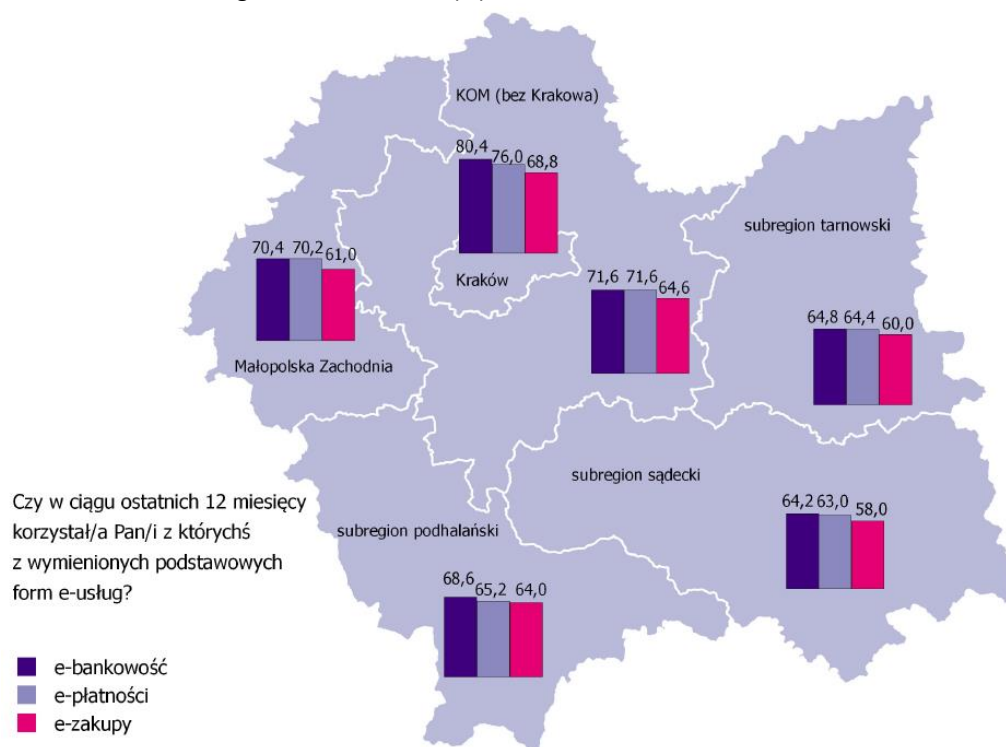 KOM (bez Krakowa)
80,4 76,0 68,8
subregion tarnowski
70,4 70,2 61,0
Kraków
71,6 71,6 64,6
64,8 64,4 60,0
Małopolska Zachodnia
subregion sądecki
Czy w ciągu ostatnich 12 miesięcy
korzystał/a Pan/i z którychś
z wymienionych podstawowych
form e-usług?
subregion podhalański
64,2 63,0 58,0
68,6 65,2 64,0
e-bankowość
e-płatności
e-zakupy